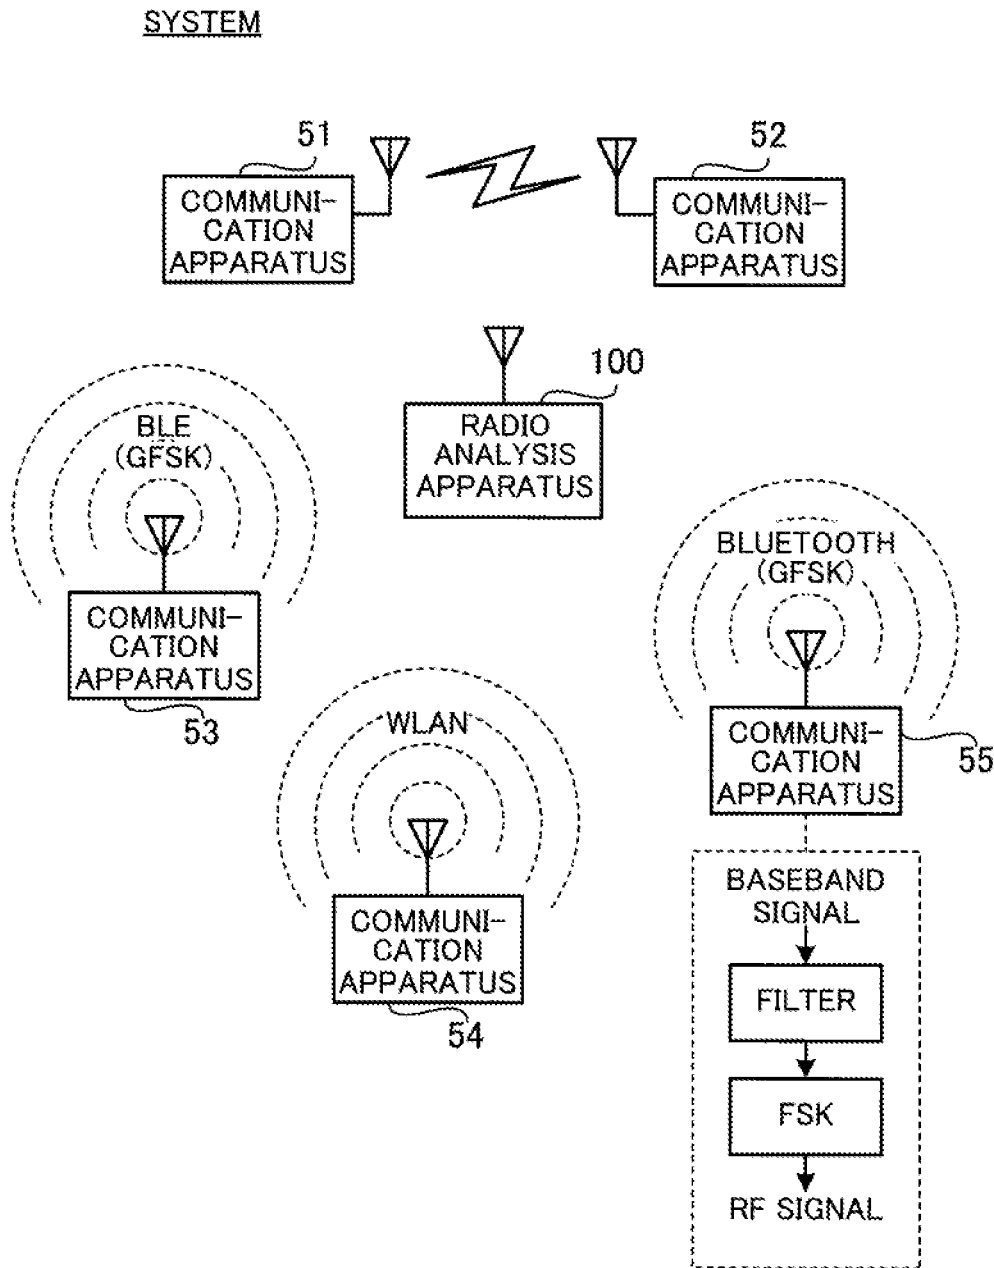 SYSTEM
51
COMMUNI-
CATION
APPARATUS
52
COMMUNI-
CATION
APPARATUS
100
RADIO
ANALYSIS
APPARATUS
BLE
(GFSK)
COMMUNI-
CATION
APPARATUS
53
BLUETOOTH
(GFSK)
COMMUNI-
CATION
APPARATUS
55
WLAN
COMMUNI-
CATION
APPARATUS
54
BASEBAND
SIGNAL
FILTER
FSK
RF SIGNAL